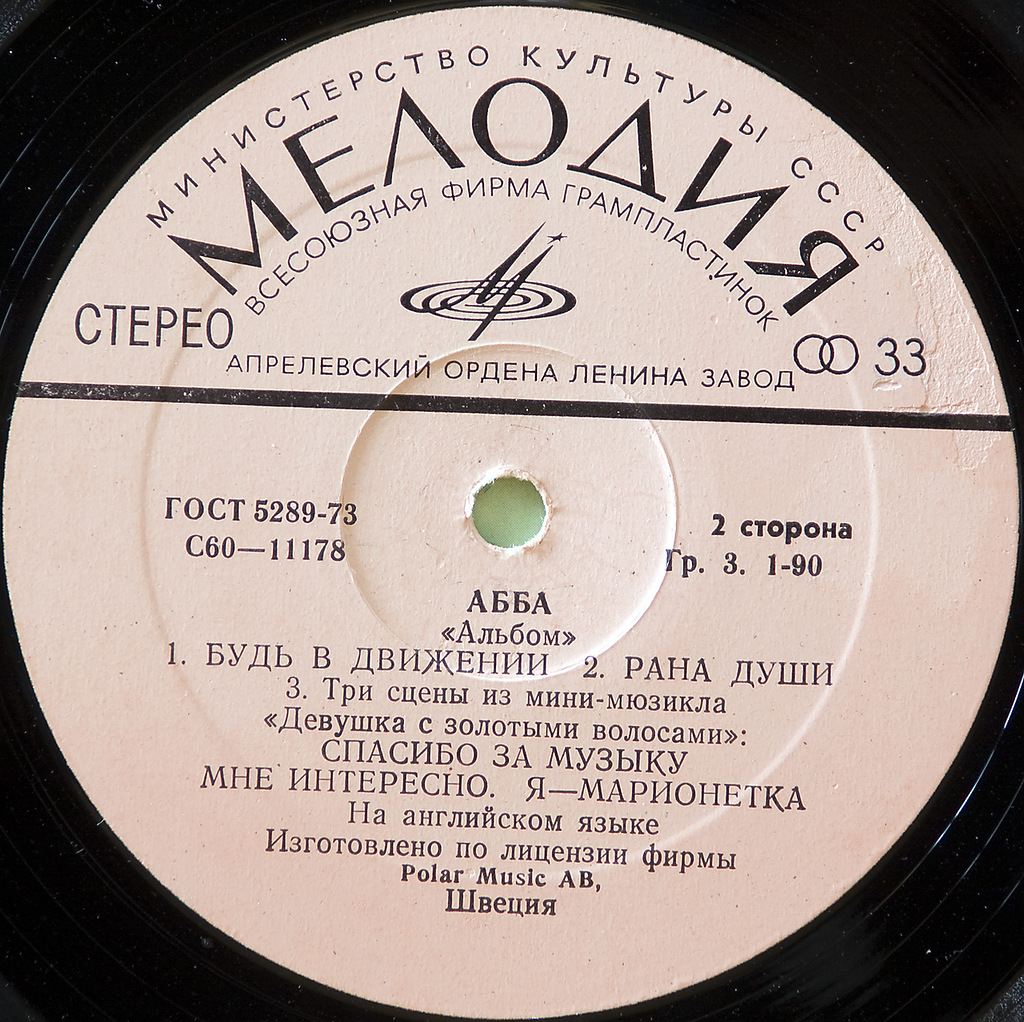 МИНИСТЕРСТВО КУЛЬТУРЫ СССР
МЕЛОДИЯ
ВСЕСОЮЗНАЯ ФИРМА ГРАМПЛАСТИНОК
СТЕРЕО
33
АПРЕЛЕВСКИЙ ОРДЕНА ЛЕНИНА ЗАВОД
ГОСТ 5289-73
2 сторона
С60—11178
Гр. 3. 1-90
АББА
«Альбом»
1. БУДЬ В ДВИЖЕНИИ 2. РАНА ДУШИ
3. Три сцены из мини-мюзикла
«Девушка с золотыми волосами»:
СПАСИБО ЗА МУЗЫКУ
МНЕ ИНТЕРЕСНО. Я—МАРИОНЕТКА
На английском языке
Изготовлено по лицензии фирмы
Polar Music AB,
Швеция